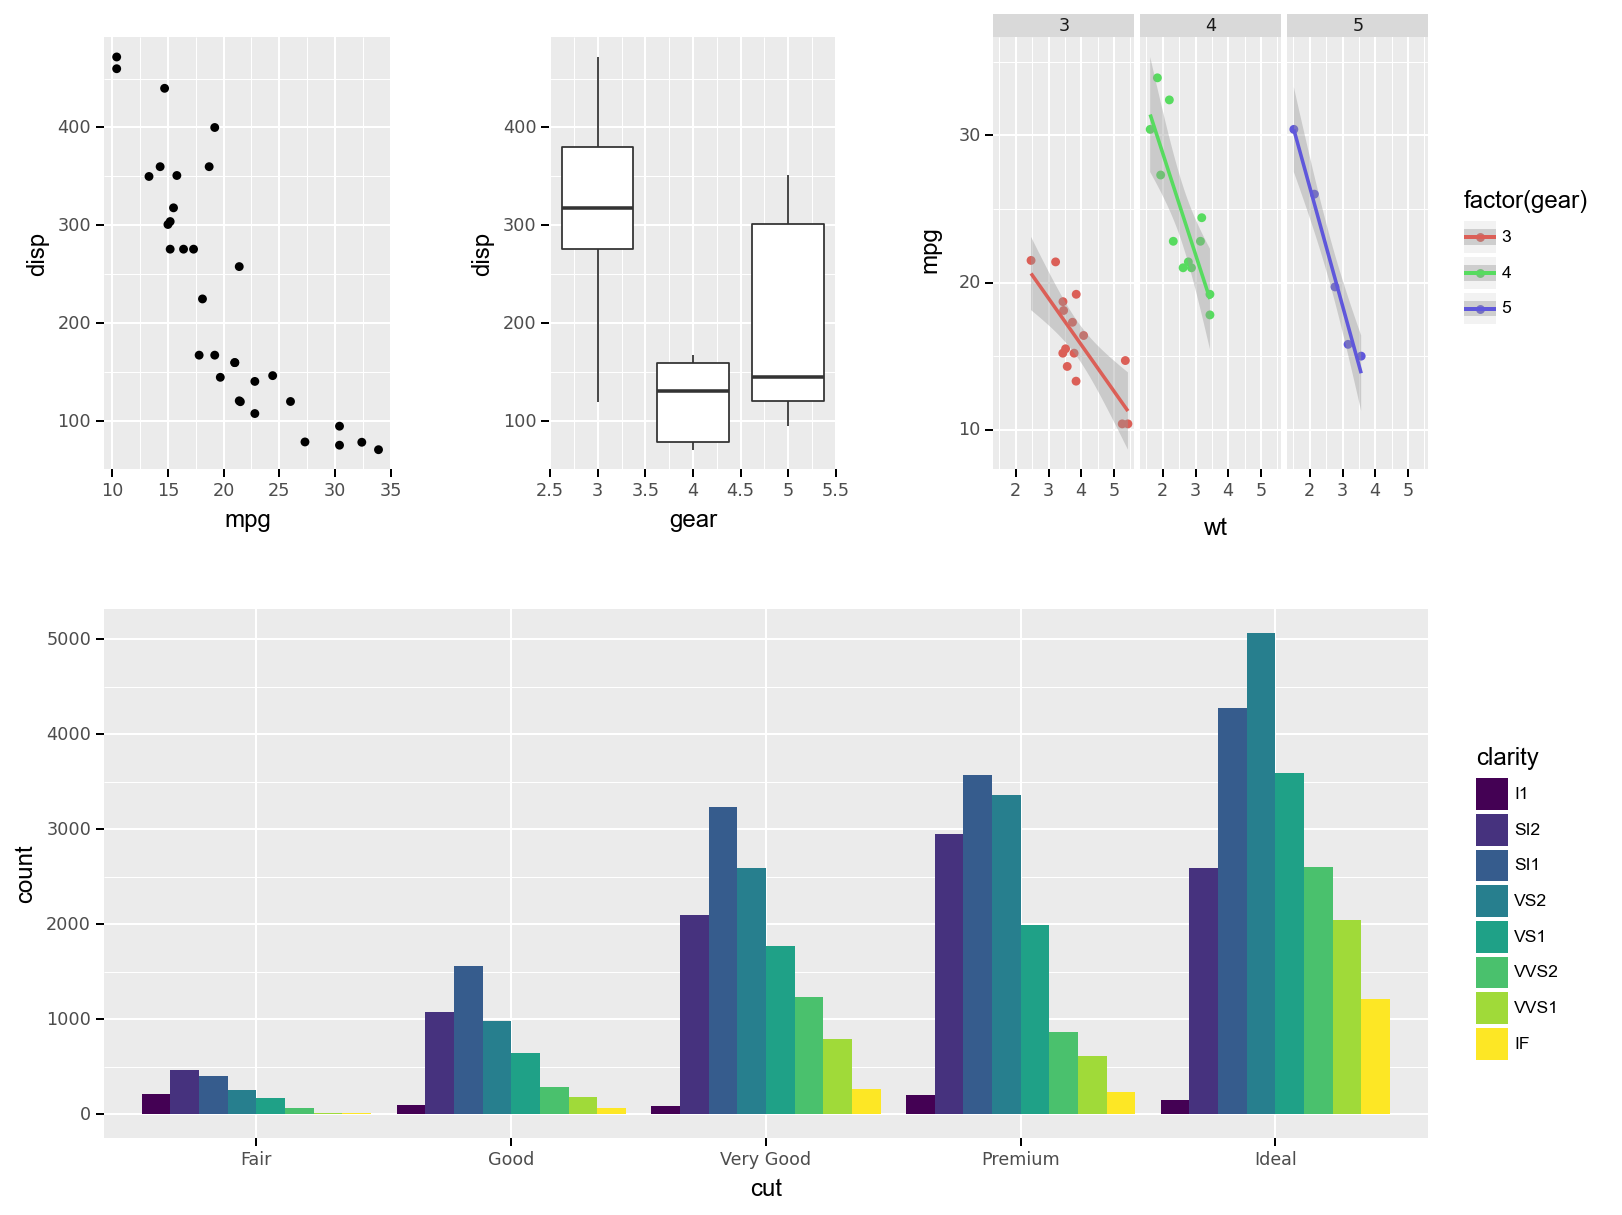 400
300
200
100
disp
10 15 20 25 30 35
mpg
400
300
200
100
disp
2.5 3 3.5 4 4.5 5 5.5
gear
3 4 5
30
20
10
mpg
2 3 4 5 2 3 4 5 2 3 4 5
wt
factor(gear)
3
4
5
5000
4000
3000
2000
1000
0
count
Fair Good Very Good Premium Ideal
cut
clarity
I1
SI2
SI1
VS2
VS1
VVS2
VVS1
IF